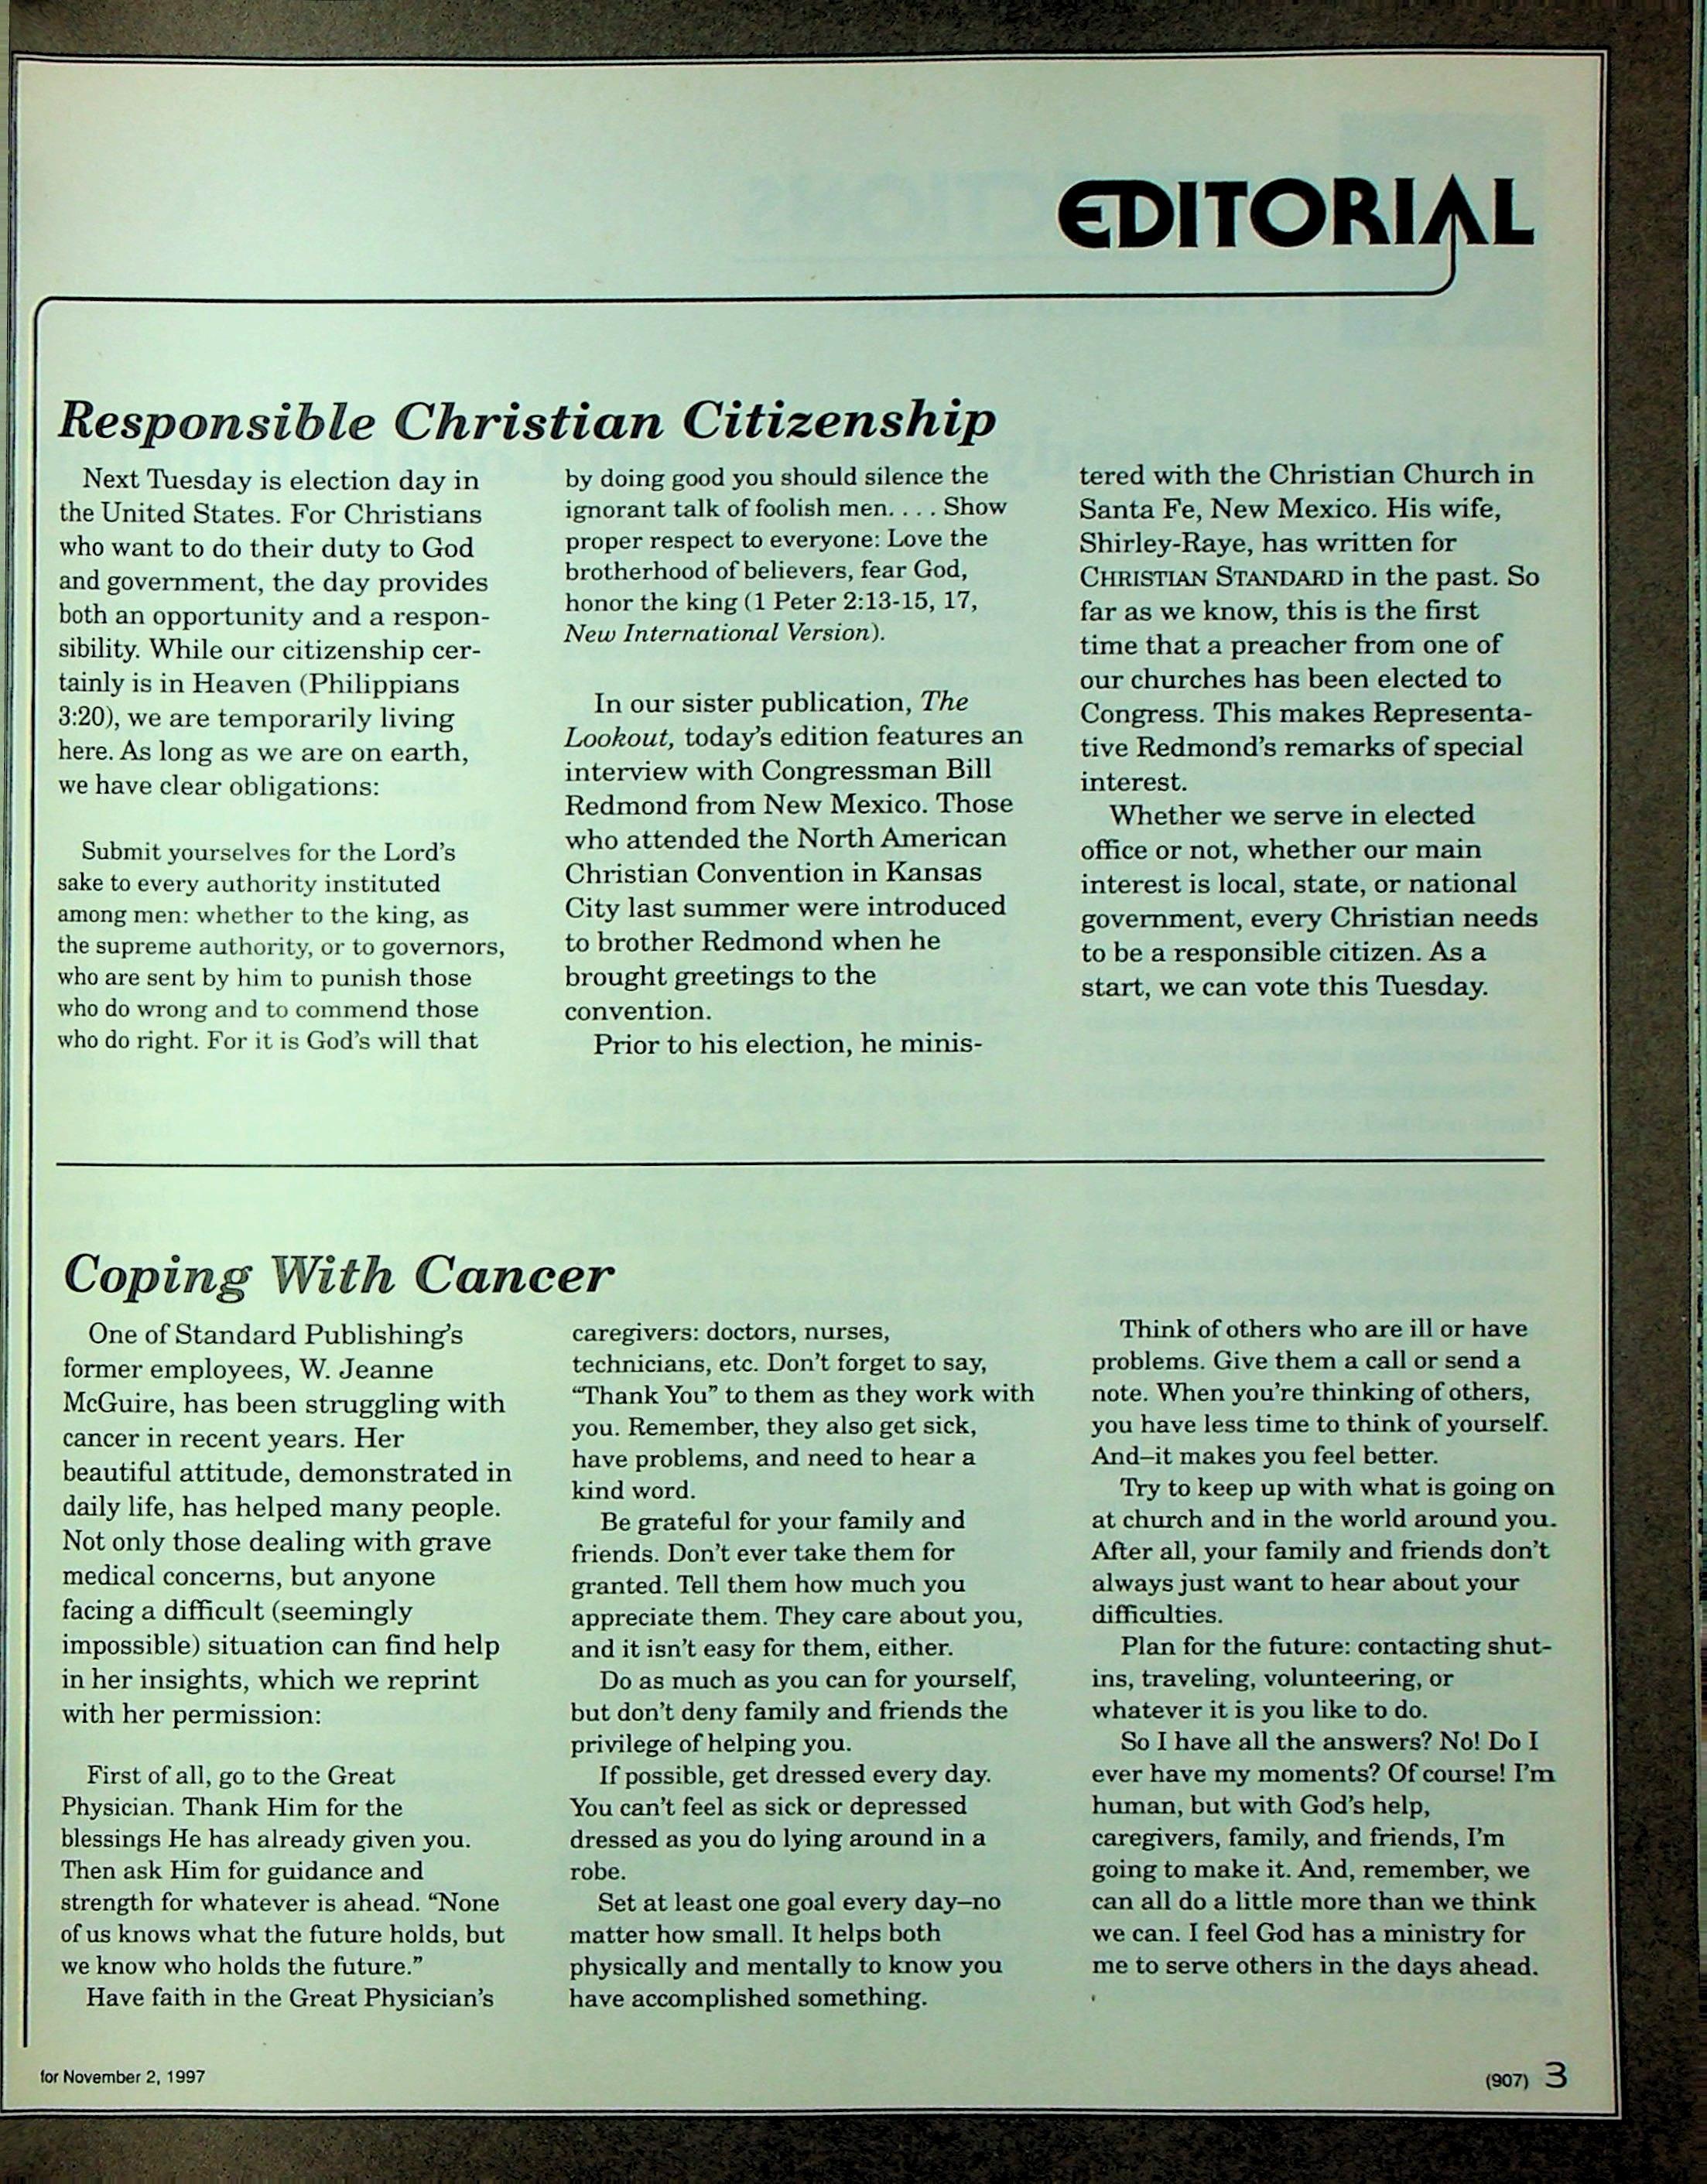 EDITORIAL
Responsible Christian Citizenship
Next Tuesday is election day in
the United States. For Christians
who want to do their duty to God
and government, the day provides
both an opportunity and a respon-
sibility. While our citizenship cer-
tainly is in Heaven (Philippians
3:20), we are temporarily living
here. As long as we are on earth,
we have clear obligations:
Submit yourselves for the Lord's
sake to every authority instituted
among men: whether to the king, as
the supreme authority, or to governors,
who are sent by him to punish those
who do wrong and to commend those
who do right. For it is God's will that
by doing good you should silence the
ignorant talk of foolish men. . . . Show
proper respect to everyone: Love the
brotherhood of believers, fear God,
honor the king (1 Peter 2:13-15, 17,
New International Version).
In our sister publication, The
Lookout, today's edition features an
interview with Congressman Bill
Redmond from New Mexico. Those
who attended the North American
Christian Convention in Kansas
City last summer were introduced
to brother Redmond when he
brought greetings to the
convention.
Prior to his election, he minis-
tered with the Christian Church in
Santa Fe, New Mexico. His wife,
Shirley-Raye, has written for
CHRISTIAN STANDARD in the past. So
far as we know, this is the first
time that a preacher from one of
our churches has been elected to
Congress. This makes Representa-
tive Redmond's remarks of special
interest.
Whether we serve in elected
office or not, whether our main
interest is local, state, or national
government, every Christian needs
to be a responsible citizen. As a
start, we can vote this Tuesday.
Coping With Cancer
One of Standard Publishing's
former employees, W. Jeanne
McGuire, has been struggling with
cancer in recent years. Her
beautiful attitude, demonstrated in
daily life, has helped many people.
Not only those dealing with grave
medical concerns, but anyone
facing a difficult (seemingly
impossible) situation can find help
in her insights, which we reprint
with her permission:
First of all, go to the Great
Physician. Thank Him for the
blessings He has already given you.
Then ask Him for guidance and
strength for whatever is ahead. “None
of us knows what the future holds, but
we know who holds the future.”
Have faith in the Great Physician's
caregivers: doctors, nurses,
technicians, etc. Don't forget to say,
“Thank You” to them as they work with
you. Remember, they also get sick,
have problems, and need to hear a
kind word.
Be grateful for your family and
friends. Don't ever take them for
granted. Tell them how much you
appreciate them. They care about you,
and it isn't easy for them, either.
Do as much as you can for yourself,
but don't deny family and friends the
privilege of helping you.
If possible, get dressed every day.
You can't feel as sick or depressed
dressed as you do lying around in a
robe.
Set at least one goal every day–no
matter how small. It helps both
physically and mentally to know you
have accomplished something.
Think of others who are ill or have
problems. Give them a call or send a
note. When you're thinking of others,
you have less time to think of yourself.
And–it makes you feel better.
Try to keep up with what is going on
at church and in the world around you.
After all, your family and friends don't
always just want to hear about your
difficulties.
Plan for the future: contacting shut-
ins, traveling, volunteering, or
whatever it is you like to do.
So I have all the answers? No! Do I
ever have my moments? Of course! I'm
human, but with God's help,
caregivers, family, and friends, I'm
going to make it. And, remember, we
can all do a little more than we think
we can. I feel God has a ministry for
me to serve others in the days ahead.
for November 2, 1997
(907) 3